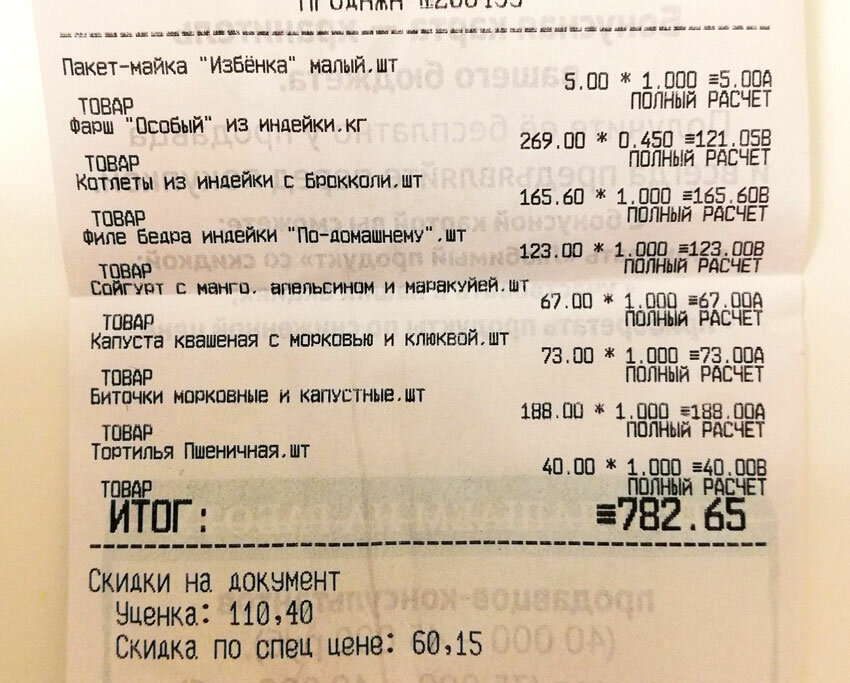 ПРОДАЖА №200155
Пакет-майка "Избёнка" малый.шт
5.00 * 1.000 ≡5.00А
ТОВАР ПОЛНЫЙ РАСЧЕТ
Фарш "Особый" из индейки.кг
269.00 * 0.450 ≡121.05В
ТОВАР ПОЛНЫЙ РАСЧЕТ
Котлеты из индейки с брокколи.шт
165.60 * 1.000 ≡165.60В
ТОВАР ПОЛНЫЙ РАСЧЕТ
Филе бедра индейки "По-домашнему".шт
123.00 * 1.000 ≡123.00В
ТОВАР ПОЛНЫЙ РАСЧЕТ
Сойгурт с манго, апельсином и маракуйей.шт
67.00 * 1.000 ≡67.00А
ТОВАР ПОЛНЫЙ РАСЧЕТ
Капуста квашеная с морковью и клюквой.шт
73.00 * 1.000 ≡73.00А
ТОВАР ПОЛНЫЙ РАСЧЕТ
Биточки морковные и капустные.шт
188.00 * 1.000 ≡188.00А
ТОВАР ПОЛНЫЙ РАСЧЕТ
Тортилья Пшеничная.шт
40.00 * 1.000 ≡40.00В
ТОВАР ПОЛНЫЙ РАСЧЕТ
ИТОГ: ≡782.65
Скидки на документ
Уценка: 110,40
Скидка по спец цене: 60,15